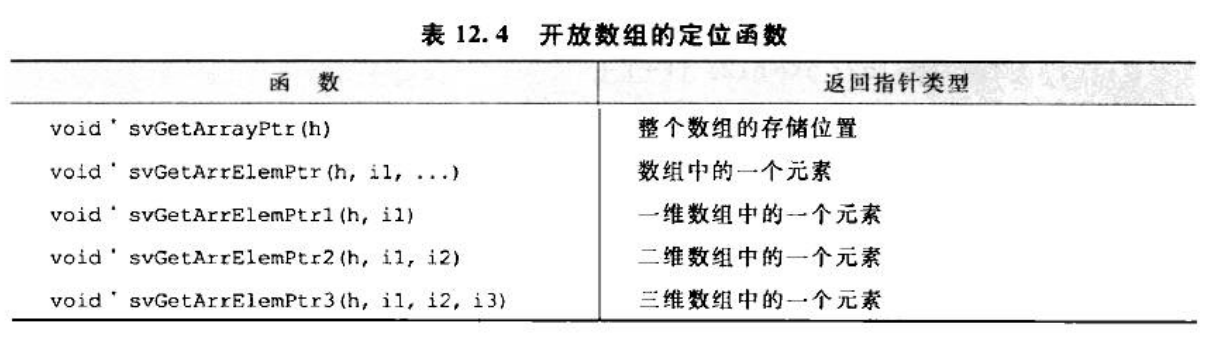 表 12.4 开放数组的定位函数
函 数 返回指针类型
void * svGetArrayPtr(h) 整个数组的存储位置
void * svGetArrElemPtr(h, i1, ...) 数组中的一个元素
void * svGetArrElemPtr1(h, i1) 一维数组中的一个元素
void * svGetArrElemPtr2(h, i1, i2) 二维数组中的一个元素
void * svGetArrElemPtr3(h, i1, i2, i3) 三维数组中的一个元素